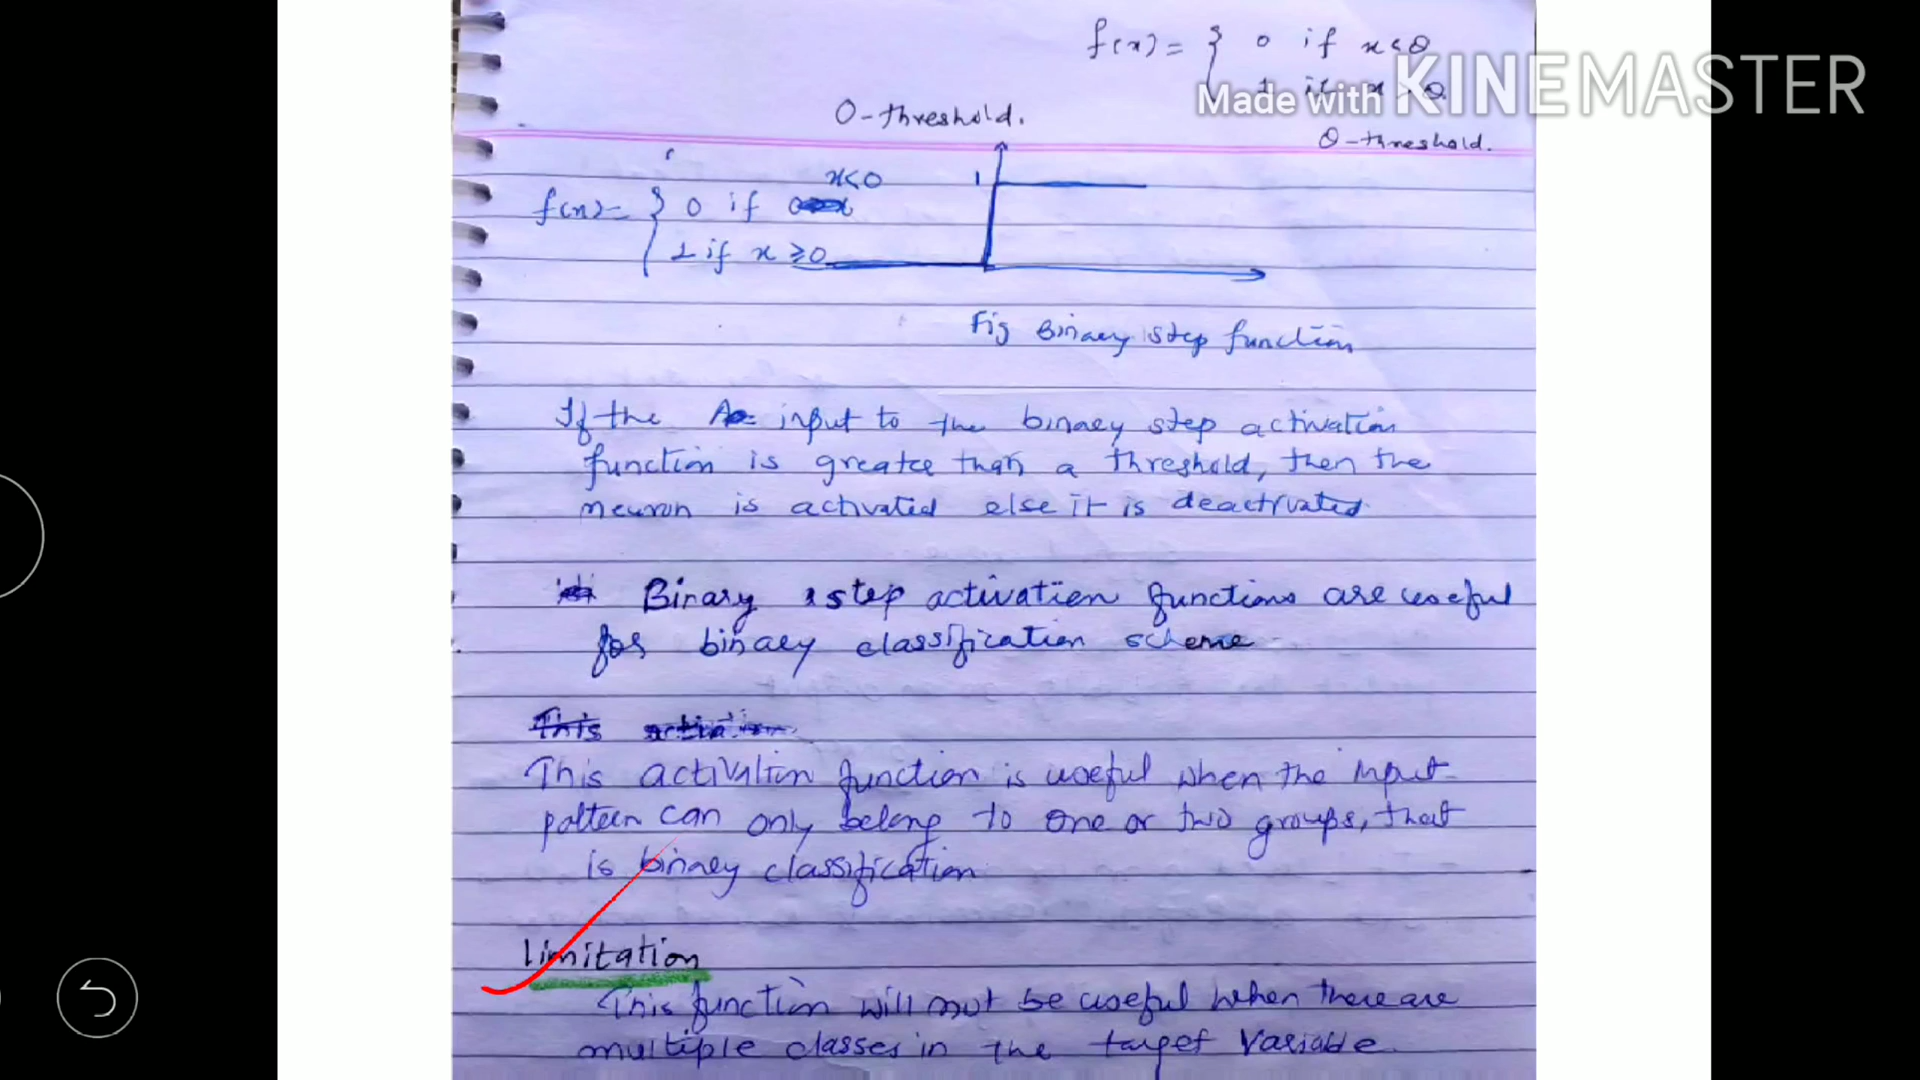 f(x) = { 0 if x<θ
1 if x > θ
Made with KINEMASTER
0-threshold.
θ-threshold.
x<0
f(x) = { 0 if
1 if x ≥0
1
Fig Binary step function
If the input to the binary step activation
function is greater than a threshold, then the
neuron is activated else it is deactivated.
Binary step activation functions are useful
for binary classification scheme
This
This activation function is useful when the input
pattern can only belong to one or two groups, that
is binary classification
Limitation
This function will not be useful when there are
multiple classes in the target variable.